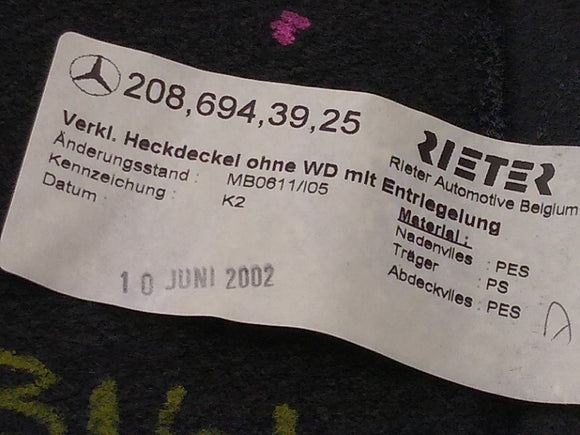 208,694,39,25
RIETER
Rieter Automotive Belgium
Verkl. Heckdeckel ohne WD mit Entriegelung
Änderungsstand : MB0611/I05
Kennzeichung : K2
Datum :
10 JUNI 2002
Material :
Nadenvlies : PES
Träger : PS
Abdeckvlies : PES